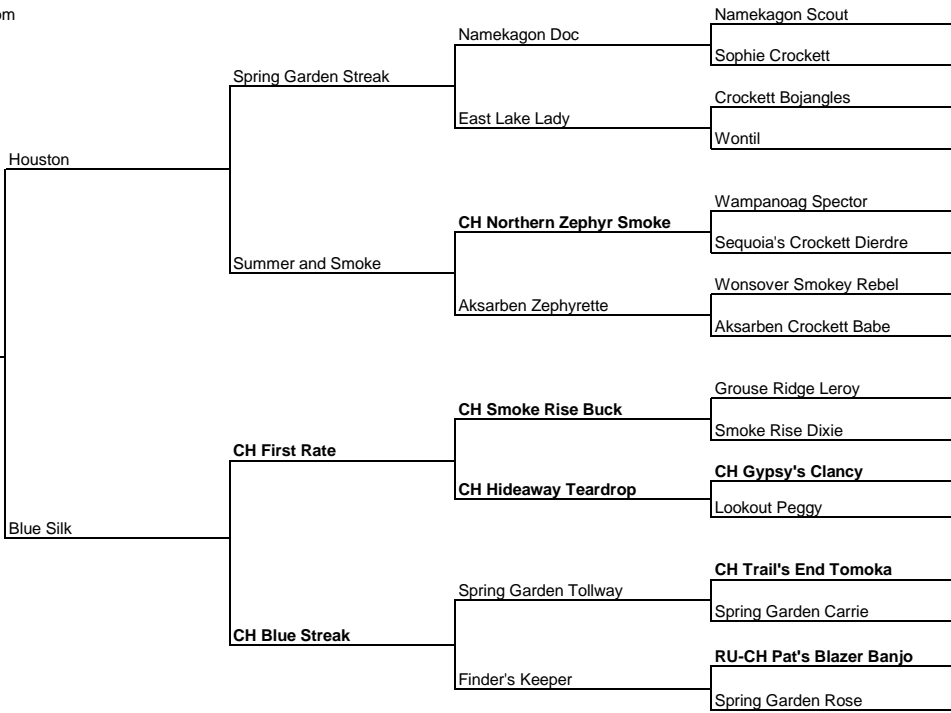 om
Namekagon Scout
Namekagon Doc
Sophie Crockett
Spring Garden Streak
Crockett Bojangles
East Lake Lady
Wontil
Houston
Wampanoag Spector
CH Northern Zephyr Smoke
Sequoia's Crockett Dierdre
Summer and Smoke
Wonsover Smokey Rebel
Aksarben Zephyrette
Aksarben Crockett Babe
Grouse Ridge Leroy
CH Smoke Rise Buck
Smoke Rise Dixie
CH First Rate
CH Gypsy's Clancy
CH Hideaway Teardrop
Lookout Peggy
Blue Silk
CH Trail's End Tomoka
Spring Garden Tollway
Spring Garden Carrie
CH Blue Streak
RU-CH Pat's Blazer Banjo
Finder's Keeper
Spring Garden Rose